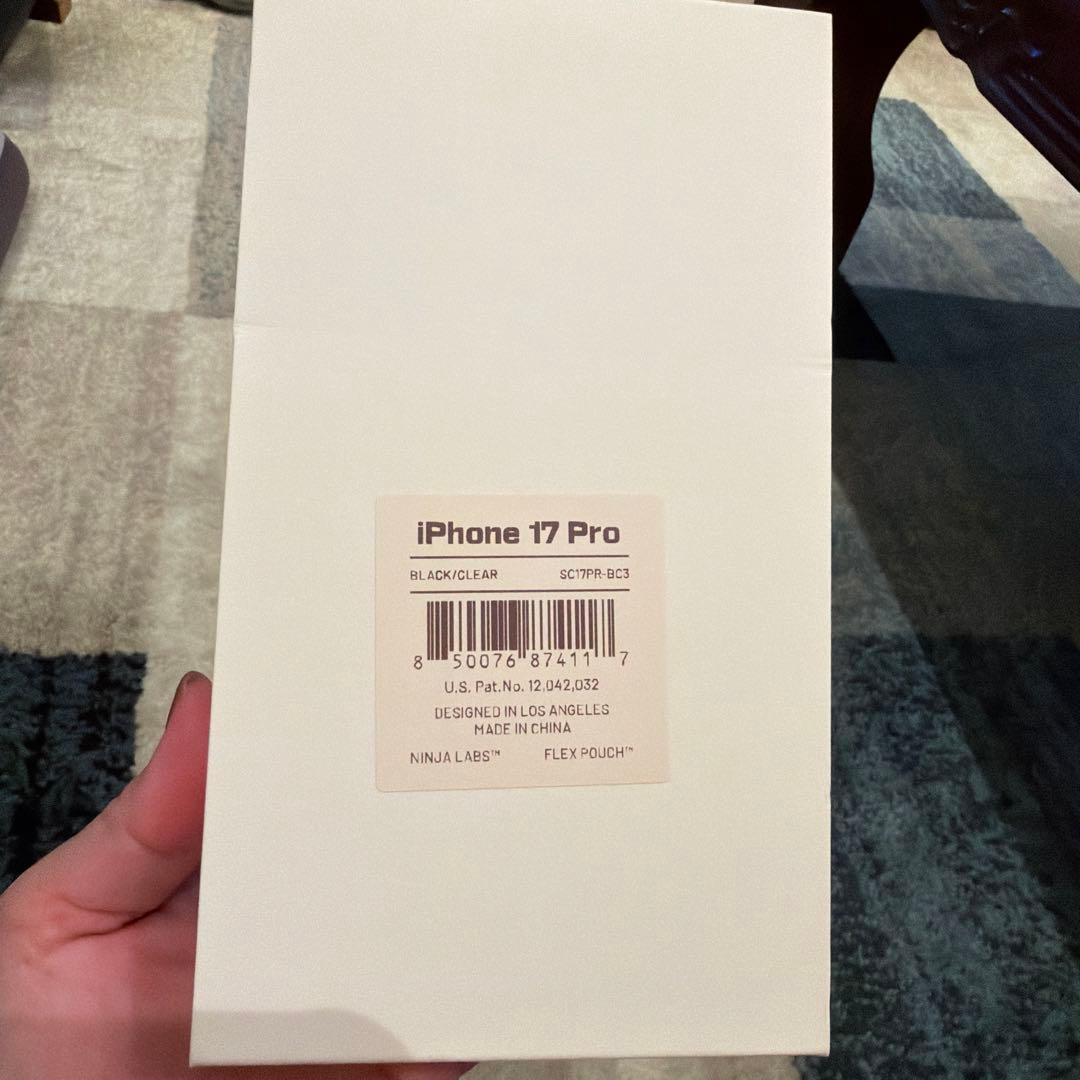 iPhone 17 Pro
BLACK/CLEAR SC17PR-BC3
8 50076 87411 7
U.S. Pat.No. 12,042,032
DESIGNED IN LOS ANGELES
MADE IN CHINA
NINJA LABS™ FLEX POUCH™